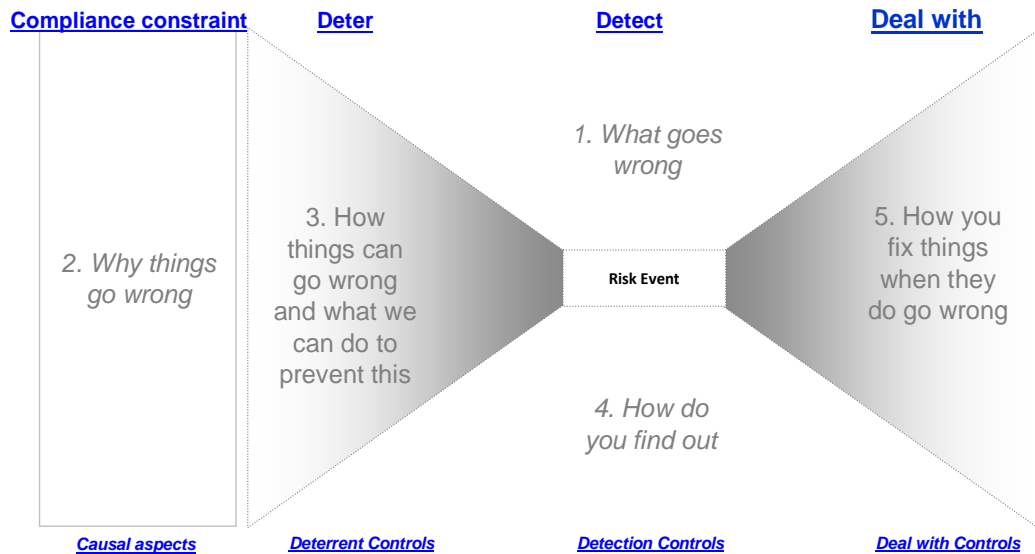 Compliance constraint
Deter
Detect
Deal with
1. What goes
wrong
2. Why things
go wrong
3. How
things can
go wrong
and what we
can do to
prevent this
Risk Event
5. How you
fix things
when they
do go wrong
4. How do
you find out
Causal aspects
Deterrent Controls
Detection Controls
Deal with Controls